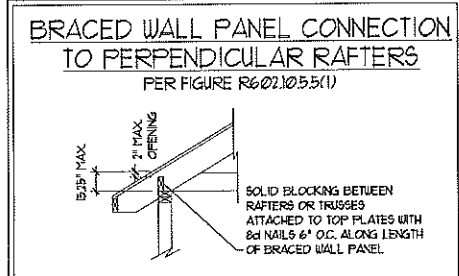 BRACED WALL PANEL CONNECTION
TO PERPENDICULAR RAFTERS
PER FIGURE R602.10.5.5(1)
15.25" MAX.
2" MAX.
OPENING
SOLID BLOCKING BETWEEN
RAFTERS OR TRUSSES
ATTACHED TO TOP PLATES WITH
8d NAILS 6" O.C. ALONG LENGTH
OF BRACED WALL PANEL